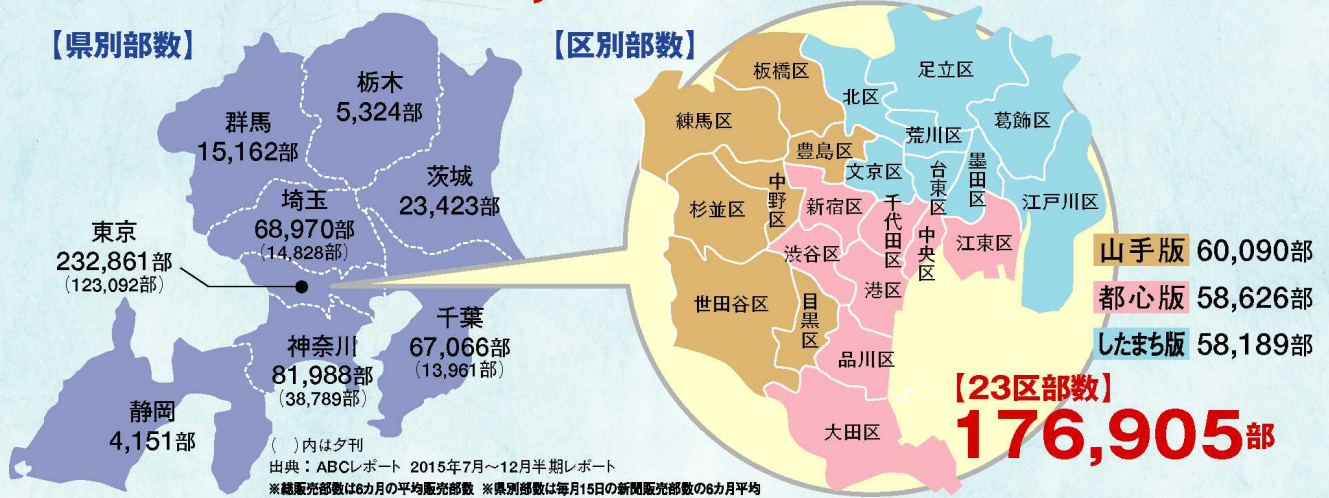 【県別部数】
栃木
5,324部
群馬
15,162部
茨城
23,423部
埼玉
68,970部
(14,828部)
東京
232,861部
(123,092部)
千葉
67,066部
(13,961部)
神奈川
81,988部
(38,789部)
静岡
4,151部
( )内は夕刊
出典：ABCレポート 2015年7月～12月半期レポート
※総販売部数は6カ月の平均販売部数 ※県別部数は毎月15日の新聞販売部数の6カ月平均
【区別部数】
板橋区
北区
足立区
練馬区
豊島区
荒川区
葛飾区
文京区
台東区
墨田区
江戸川区
杉並区
中野区
新宿区
千代田区
中央区
江東区
渋谷区
港区
世田谷区
目黒区
品川区
大田区
山手版 60,090部
都心版 58,626部
したまち版 58,189部
【23区部数】
176,905部